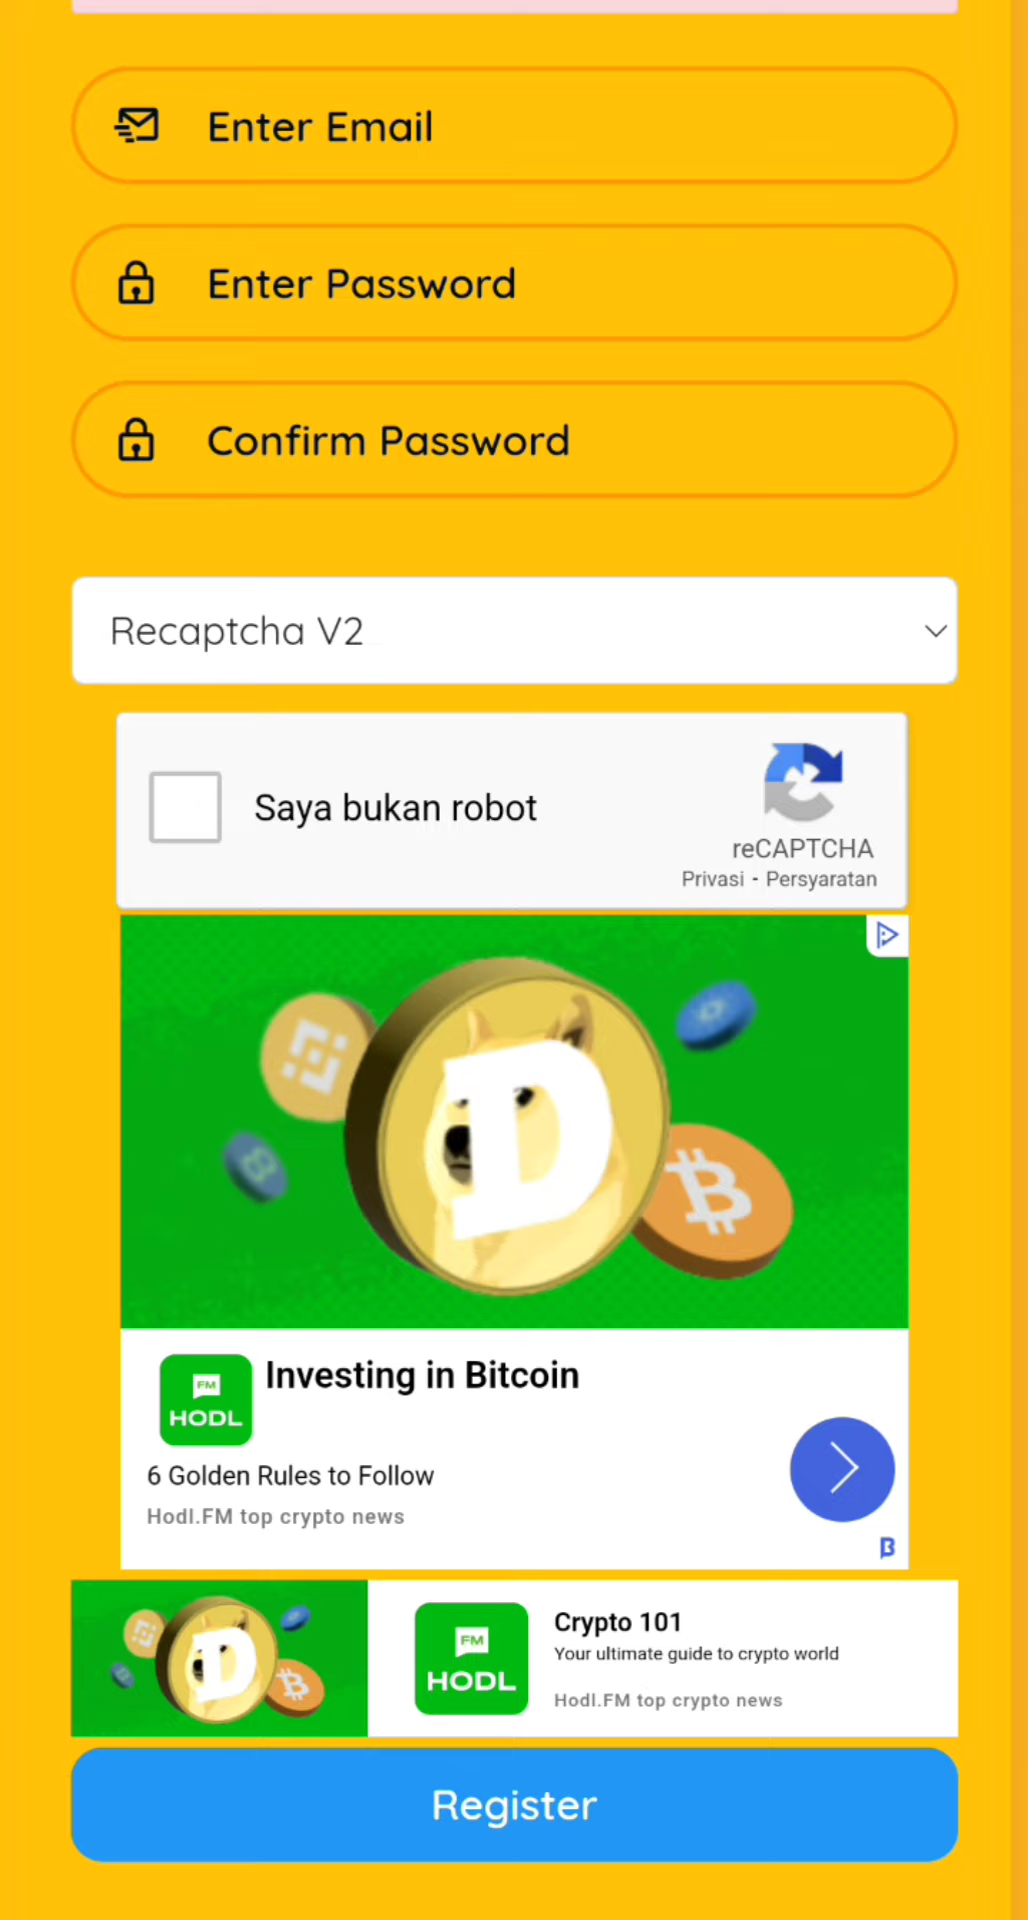 Enter Email
Enter Password
Confirm Password
Recaptcha V2
Saya bukan robot
reCAPTCHA
Privasi - Persyaratan
D
B
FM
HODL
Investing in Bitcoin
6 Golden Rules to Follow
Hodl.FM top crypto news
D
B
FM
HODL
Crypto 101
Your ultimate guide to crypto world
Hodl.FM top crypto news
Register